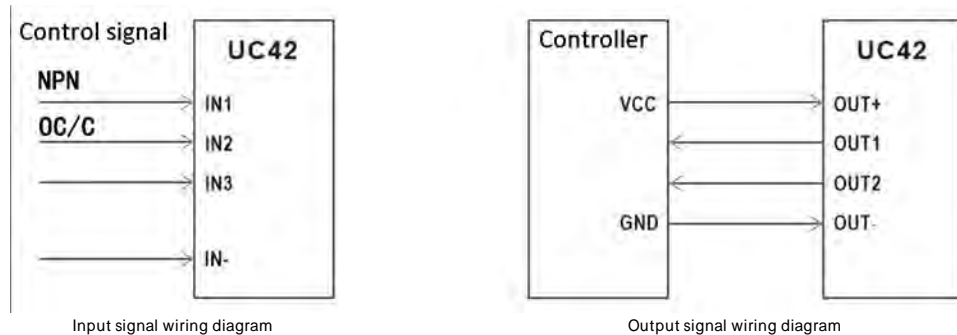 Control signal
UC42
NPN
IN1
OC/C
IN2
IN3
IN-
Input signal wiring diagram
Controller
UC42
VCC
OUT+
OUT1
OUT2
GND
OUT-
Output signal wiring diagram